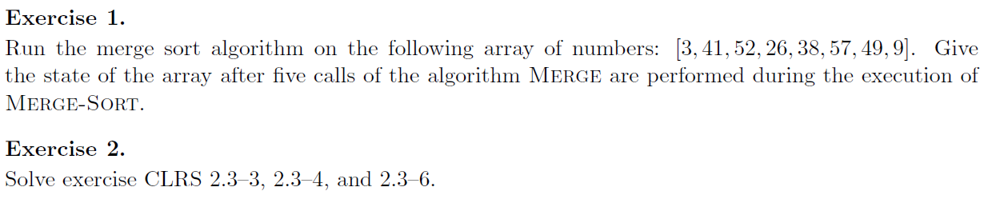 Exercise 1.
Run the merge sort algorithm on the following array of numbers: [3, 41, 52, 26, 38, 57, 49, 9]. Give
the state of the array after five calls of the algorithm MERGE are performed during the execution of
MERGE-SORT.
Exercise 2.
Solve exercise CLRS 2.3–3, 2.3–4, and 2.3–6.